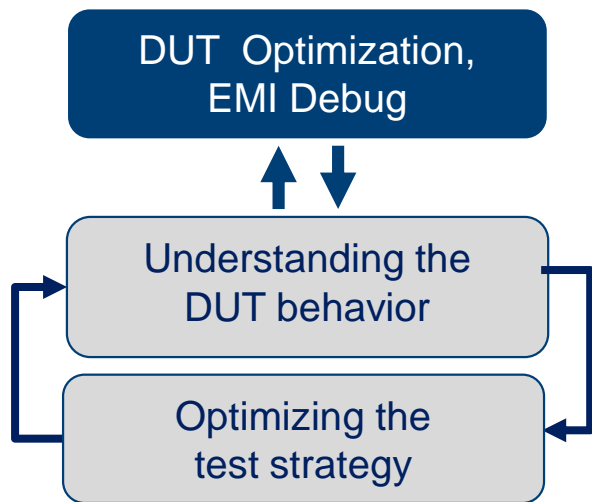 DUT Optimization,
EMI Debug
Understanding the
DUT behavior
Optimizing the
test strategy